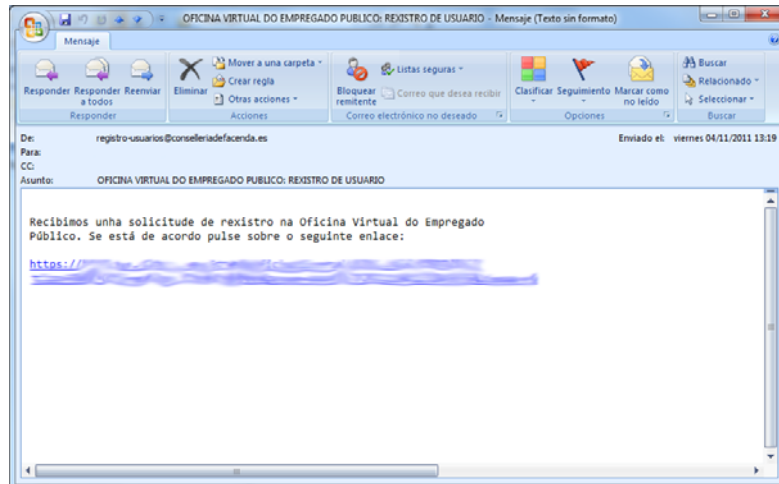 OFICINA VIRTUAL DO EMPREGADO PUBLICO: REXISTRO DE USUARIO - Mensaje (Texto sin formato)
Mensaje
Responder
Responder a todos
Reenviar
Responder
Eliminar
Mover a una carpeta
Crear regla
Otras acciones
Acciones
Bloquear remitente
Listas seguras
Correo que desea recibir
Correo electrónico no deseado
Clasificar
Seguimiento
Marcar como no leído
Opciones
Buscar
Relacionado
Seleccionar
Buscar
De: registro-usuarios@conselleriadefacenda.es Enviado el: viernes 04/11/2011 13:19
Para:
CC:
Asunto: OFICINA VIRTUAL DO EMPREGADO PUBLICO: REXISTRO DE USUARIO
Recibimos unha solicitude de rexistro na Oficina Virtual do Empregado
Público. Se está de acordo pulse sobre o seguinte enlace:
https://